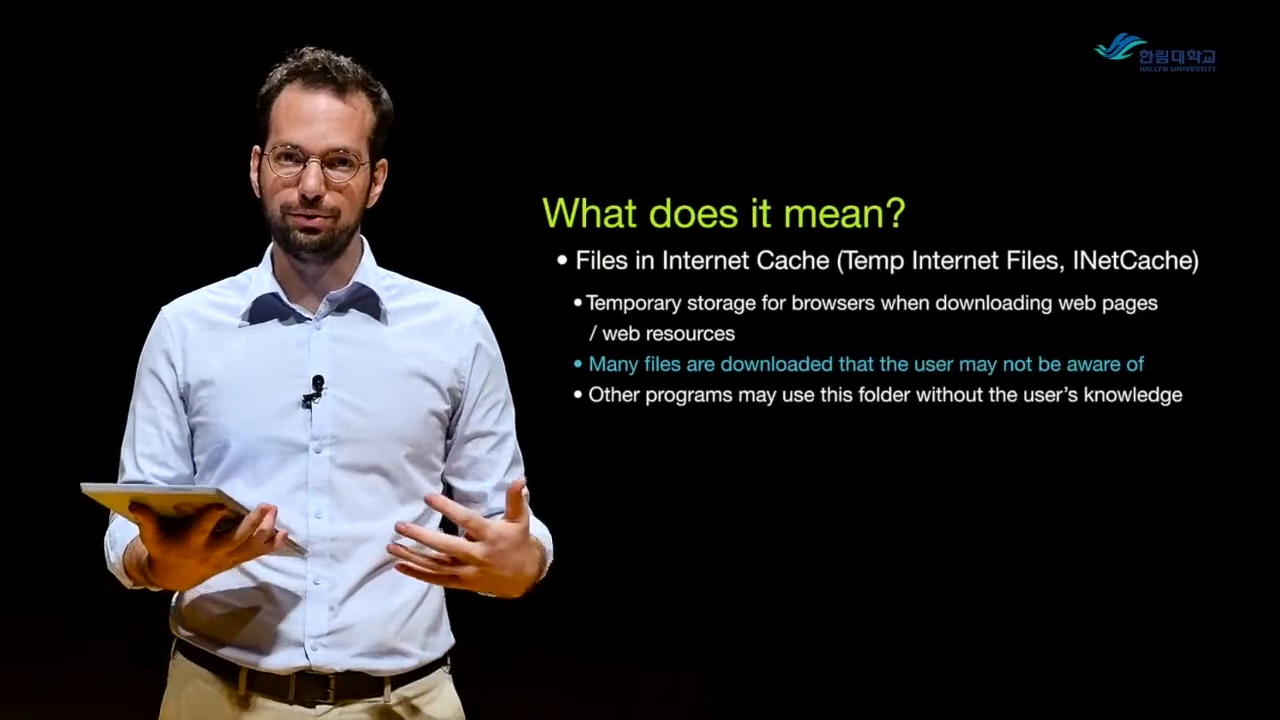 한림대학교
HALLYM UNIVERSITY
What does it mean?
• Files in Internet Cache (Temp Internet Files, INetCache)
• Temporary storage for browsers when downloading web pages
/ web resources
• Many files are downloaded that the user may not be aware of
• Other programs may use this folder without the user’s knowledge